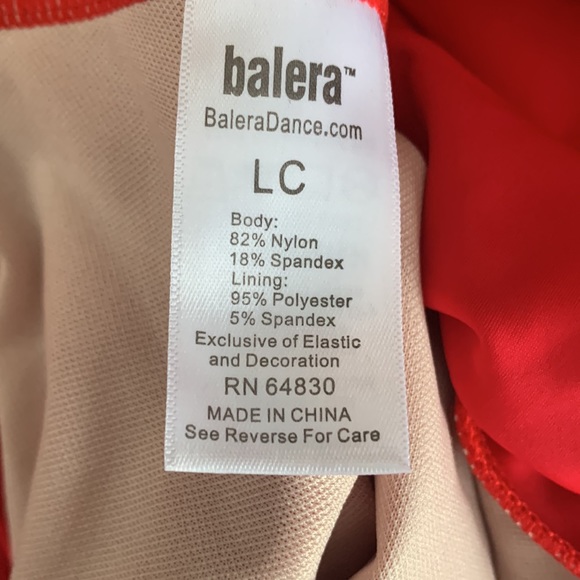 balera™
BaleraDance.com
LC
Body:
82% Nylon
18% Spandex
Lining:
95% Polyester
5% Spandex
Exclusive of Elastic
and Decoration
RN 64830
MADE IN CHINA
See Reverse For Care